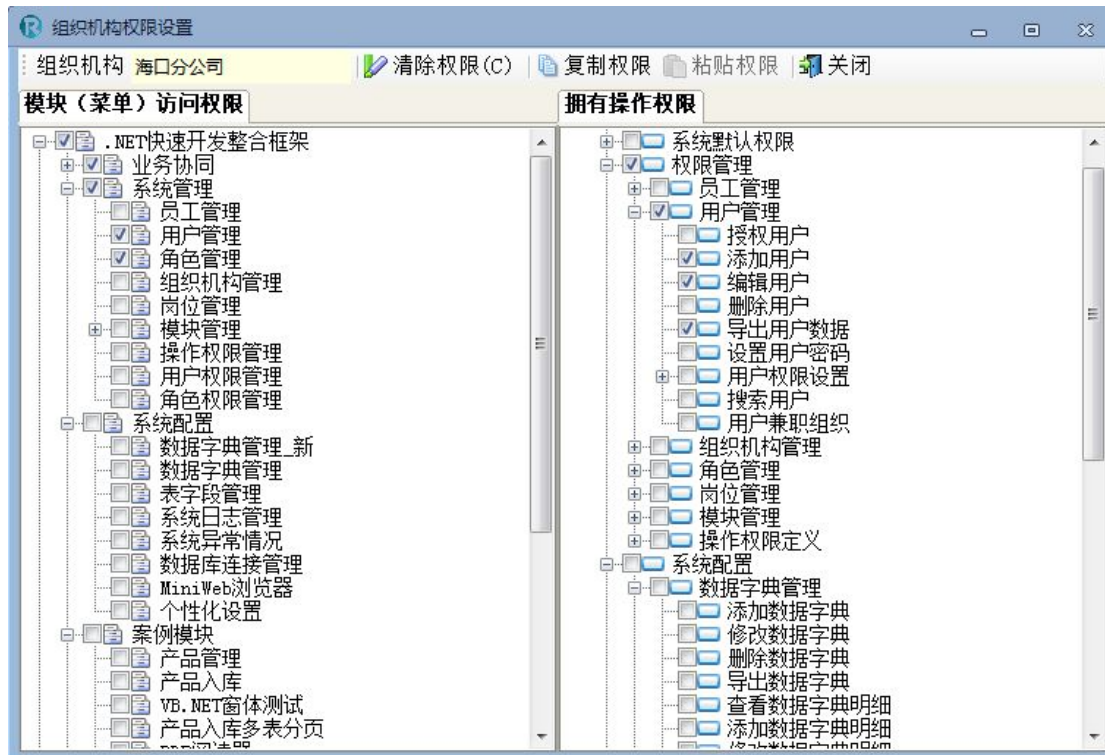 组织机构权限设置
组织机构 海口分公司 清除权限(C) 复制权限 粘贴权限 关闭
模块（菜单）访问权限
.NET快速开发整合框架
业务协同
系统管理
员工管理
用户管理
角色管理
组织机构管理
岗位管理
模块管理
操作权限管理
用户权限管理
角色权限管理
系统配置
数据字典管理_新
数据字典管理
表字段管理
系统日志管理
系统异常情况
数据库连接管理
MiniWeb浏览器
个性化设置
案例模块
产品管理
产品入库
VB.NET窗体测试
产品入库多表分页
拥有操作权限
系统默认权限
权限管理
员工管理
用户管理
授权用户
添加用户
编辑用户
删除用户
导出用户数据
设置用户密码
用户权限设置
搜索用户
用户兼职组织
组织机构管理
角色管理
岗位管理
模块管理
操作权限定义
系统配置
数据字典管理
添加数据字典
修改数据字典
删除数据字典
导出数据字典
查看数据字典明细
添加数据字典明细